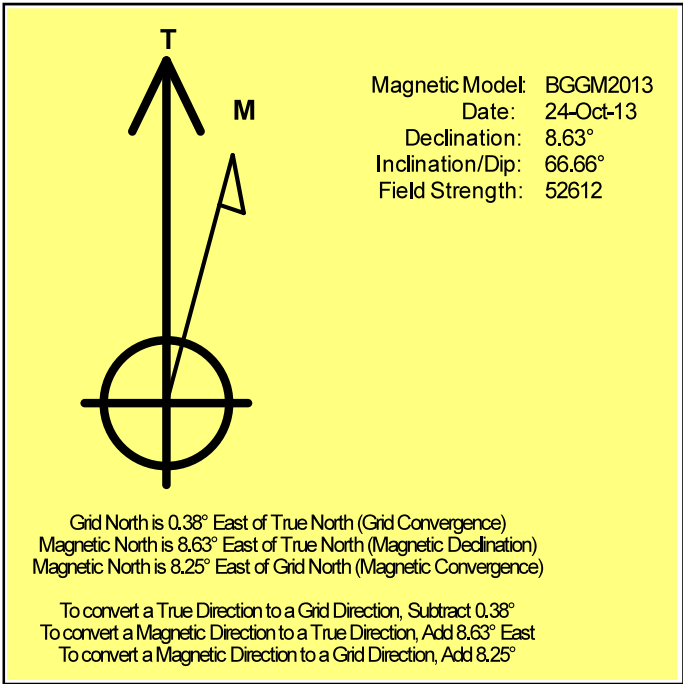 T
M
Magnetic Model: BGGM2013
Date: 24-Oct-13
Declination: 8.63°
Inclination/Dip: 66.66°
Field Strength: 52612
Grid North is 0.38° East of True North (Grid Convergence)
Magnetic North is 8.63° East of True North (Magnetic Declination)
Magnetic North is 8.25° East of Grid North (Magnetic Convergence)
To convert a True Direction to a Grid Direction, Subtract 0.38°
To convert a Magnetic Direction to a True Direction, Add 8.63° East
To convert a Magnetic Direction to a Grid Direction, Add 8.25°